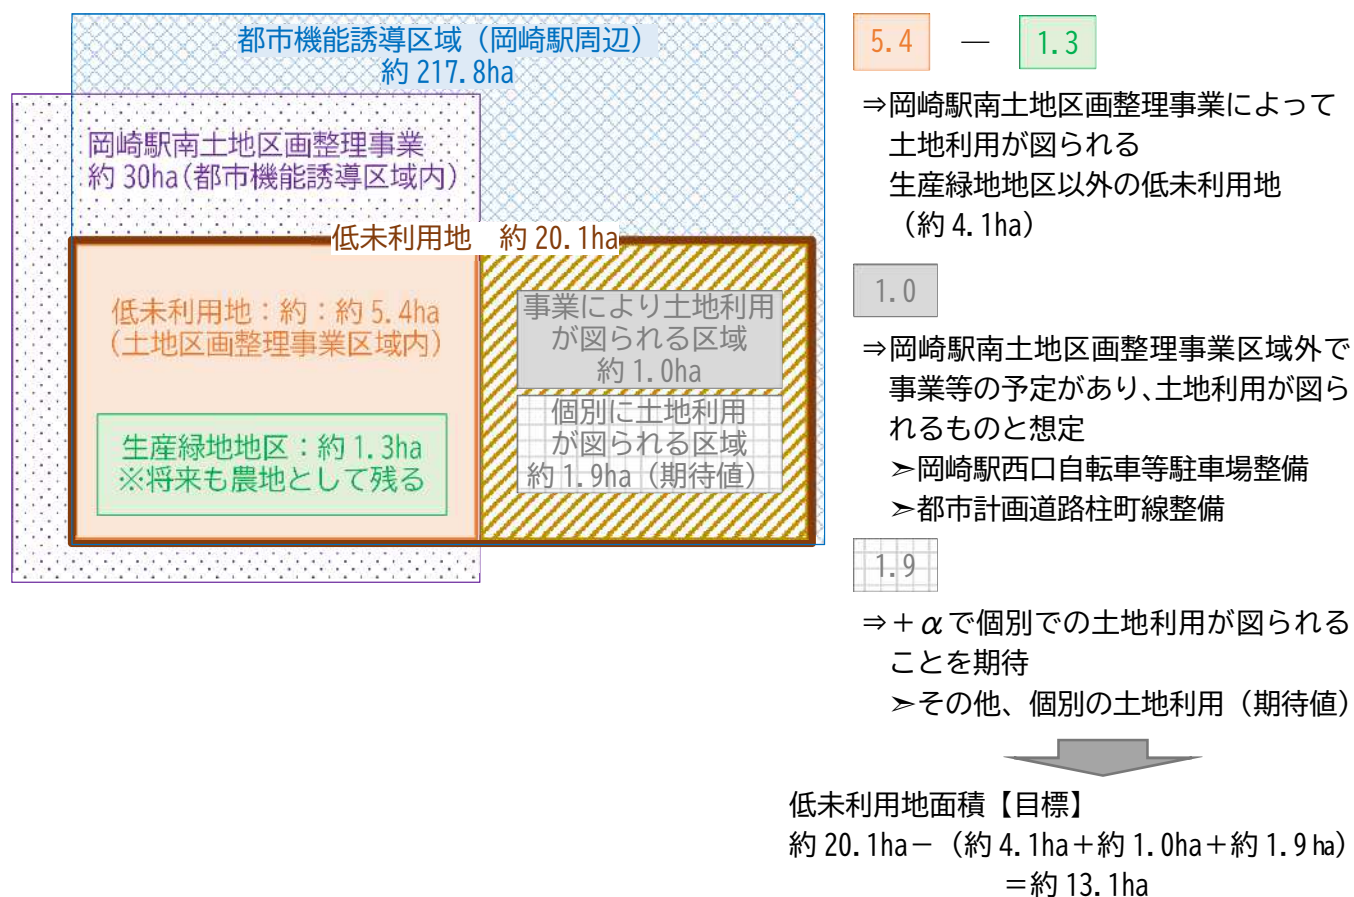 都市機能誘導区域（岡崎駅周辺）
約 217.8ha
岡崎駅南土地区画整理事業
約 30ha(都市機能誘導区域内)
低未利用地　約 20.1ha
低未利用地：約：約 5.4ha
(土地区画整理事業区域内)
生産緑地地区：約 1.3ha
※将来も農地として残る
事業により土地利用
が図られる区域
約 1.0ha
個別に土地利用
が図られる区域
約 1.9ha（期待値）
5.4 － 1.3
⇒岡崎駅南土地区画整理事業によって
土地利用が図られる
生産緑地地区以外の低未利用地
（約 4.1ha）
1.0
⇒岡崎駅南土地区画整理事業区域外で
事業等の予定があり、土地利用が図ら
れるものと想定
➣岡崎駅西口自転車等駐車場整備
➣都市計画道路柱町線整備
1.9
⇒＋αで個別での土地利用が図られる
ことを期待
➣その他、個別の土地利用（期待値）
低未利用地面積【目標】
約 20.1ha－（約 4.1ha＋約 1.0ha＋約 1.9 ha）
＝約 13.1ha